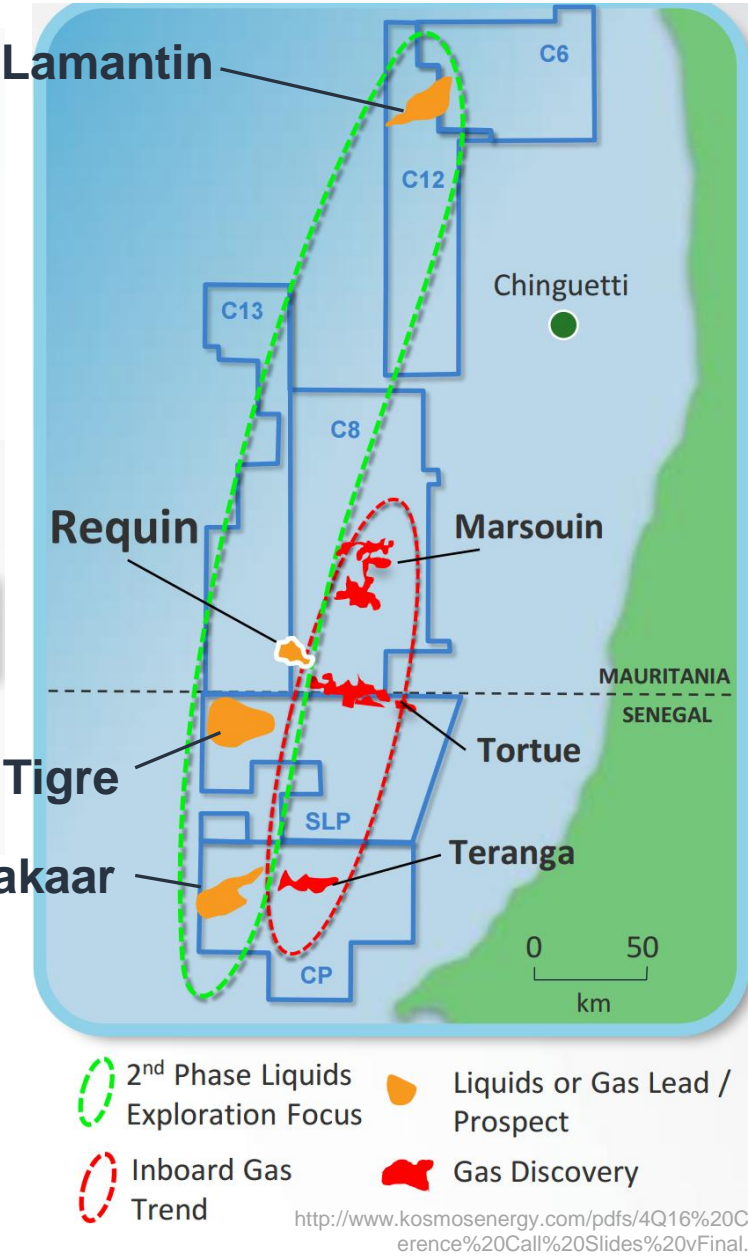 Lamantin
C6
C12
Chinguetti
C13
C8
Requin
Marsouin
MAURITANIA
SENEGAL
Tortue
Tigre
SLP
Teranga
akaar
0 50
CP
km
2nd Phase Liquids
Exploration Focus
Liquids or Gas Lead /
Prospect
Inboard Gas
Trend
Gas Discovery
http://www.kosmosenergy.com/pdfs/4Q16%20C
erence%20Call%20Slides%20vFinal.